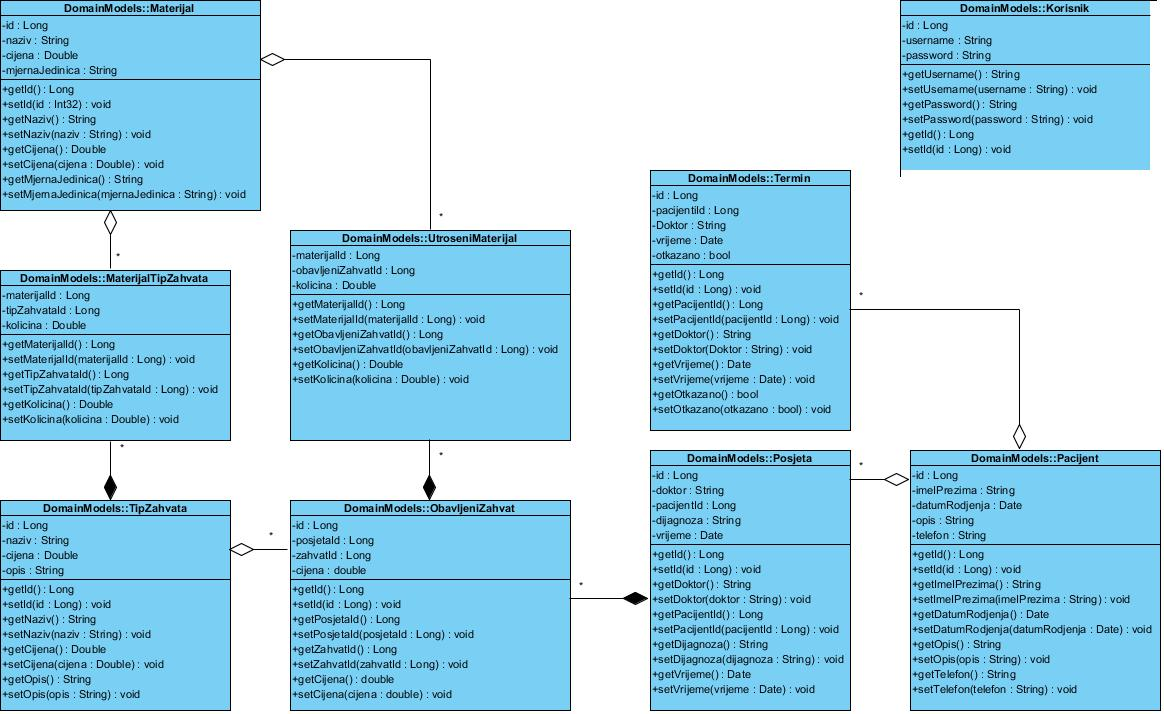 DomainModels::Materijal
-id : Long
-naziv : String
-cijena : Double
-mjernaJedinica : String
+getId() : Long
+setId(id : Int32) : void
+getNaziv() : String
+setNaziv(naziv : String) : void
+getCijena() : Double
+setCijena(cijena : Double) : void
+getMjernaJedinica() : String
+setMjernaJedinica(mjernaJedinica : String) : void
DomainModels::Korisnik
-id : Long
-username : String
-password : String
+getUsername() : String
+setUsername(username : String) : void
+getPassword() : String
+setPassword(password : String) : void
+getId() : Long
+setId(id : Long) : void
*
*
DomainModels::MaterijalTipZahvata
-materijalId : Long
-tipZahvataId : Long
-kolicina : Double
+getMaterijalId() : Long
+setMaterijalId(materijalId : Long) : void
+getTipZahvataId() : Long
+setTipZahvataId(tipZahvataId : Long) : void
+getKolicina() : Double
+setKolicina(kolicina : Double) : void
*
DomainModels::UtroseniMaterijal
-materijalId : Long
-obavljeniZahvatId : Long
-kolicina : Double
+getMaterijalId() : Long
+setMaterijalId(materijalId : Long) : void
+getObavljeniZahvatId() : Long
+setObavljeniZahvatId(obavljeniZahvatId : Long) : void
+getKolicina() : Double
+setKolicina(kolicina : Double) : void
*
DomainModels::Termin
-id : Long
-pacijentiId : Long
-Doktor : String
-vrijeme : Date
-otkazano : bool
+getId() : Long
+setId(id : Long) : void
+getPacijentId() : Long
+setPacijentId(pacijentId : Long) : void
+getDoktor() : String
+setDoktor(Doktor : String) : void
+getVrijeme() : Date
+setVrijeme(vrijeme : Date) : void
+getOtkazano() : bool
+setOtkazano(otkazano : bool) : void
*
DomainModels::TipZahvata
-id : Long
-naziv : String
-cijena : Double
-opis : String
+getId() : Long
+setId(id : Long) : void
+getNaziv() : String
+setNaziv(naziv : String) : void
+getCijena() : Double
+setCijena(cijena : Double) : void
+getOpis() : String
+setOpis(opis : String) : void
*
DomainModels::ObavljeniZahvat
-id : Long
-posjetaId : Long
-zahvatId : Long
-cijena : double
+getId() : Long
+setId(id : Long) : void
+getPosjetaId() : Long
+setPosjetaId(posjetaId : Long) : void
+getZahvatId() : Long
+setZahvatId(zahvatId : Long) : void
+getCijena() : double
+setCijena(cijena : double) : void
*
DomainModels::Posjeta
-id : Long
-doktor : String
-pacijentId : Long
-dijagnoza : String
-vrijeme : Date
+getId() : Long
+setId(id : Long) : void
+getDoktor() : String
+setDoktor(doktor : String) : void
+getPacijentId() : Long
+setPacijentId(pacijentId : Long) : void
+getDijagnoza() : String
+setDijagnoza(dijagnoza : String) : void
+getVrijeme() : Date
+setVrijeme(vrijeme : Date) : void
*
DomainModels::Pacijent
-id : Long
-imeIPrezima : String
-datumRodjenja : Date
-opis : String
-telefon : String
+getId() : Long
+setId(id : Long) : void
+getImeIPrezima() : String
+setImeIPrezima(imeIPrezima : String) : void
+getDatumRodjenja() : Date
+setDatumRodjenja(datumRodjenja : Date) : void
+getOpis() : String
+setOpis(opis : String) : void
+getTelefon() : String
+setTelefon(telefon : String) : void